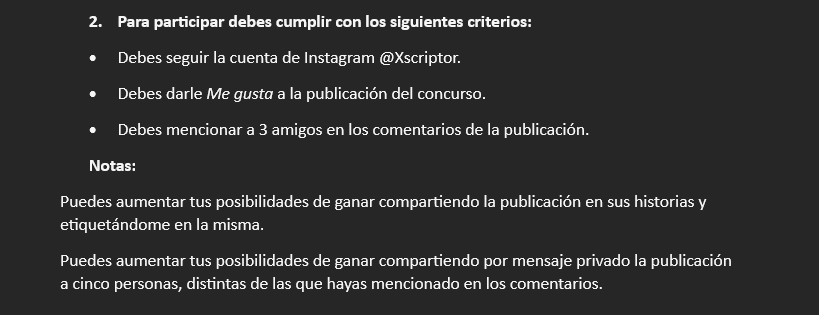 2. Para participar debes cumplir con los siguientes criterios:
• Debes seguir la cuenta de Instagram @Xscriptor.
• Debes darle Me gusta a la publicación del concurso.
• Debes mencionar a 3 amigos en los comentarios de la publicación.
Notas:
Puedes aumentar tus posibilidades de ganar compartiendo la publicación en sus historias y
etiquetándome en la misma.
Puedes aumentar tus posibilidades de ganar compartiendo por mensaje privado la publicación
a cinco personas, distintas de las que hayas mencionado en los comentarios.